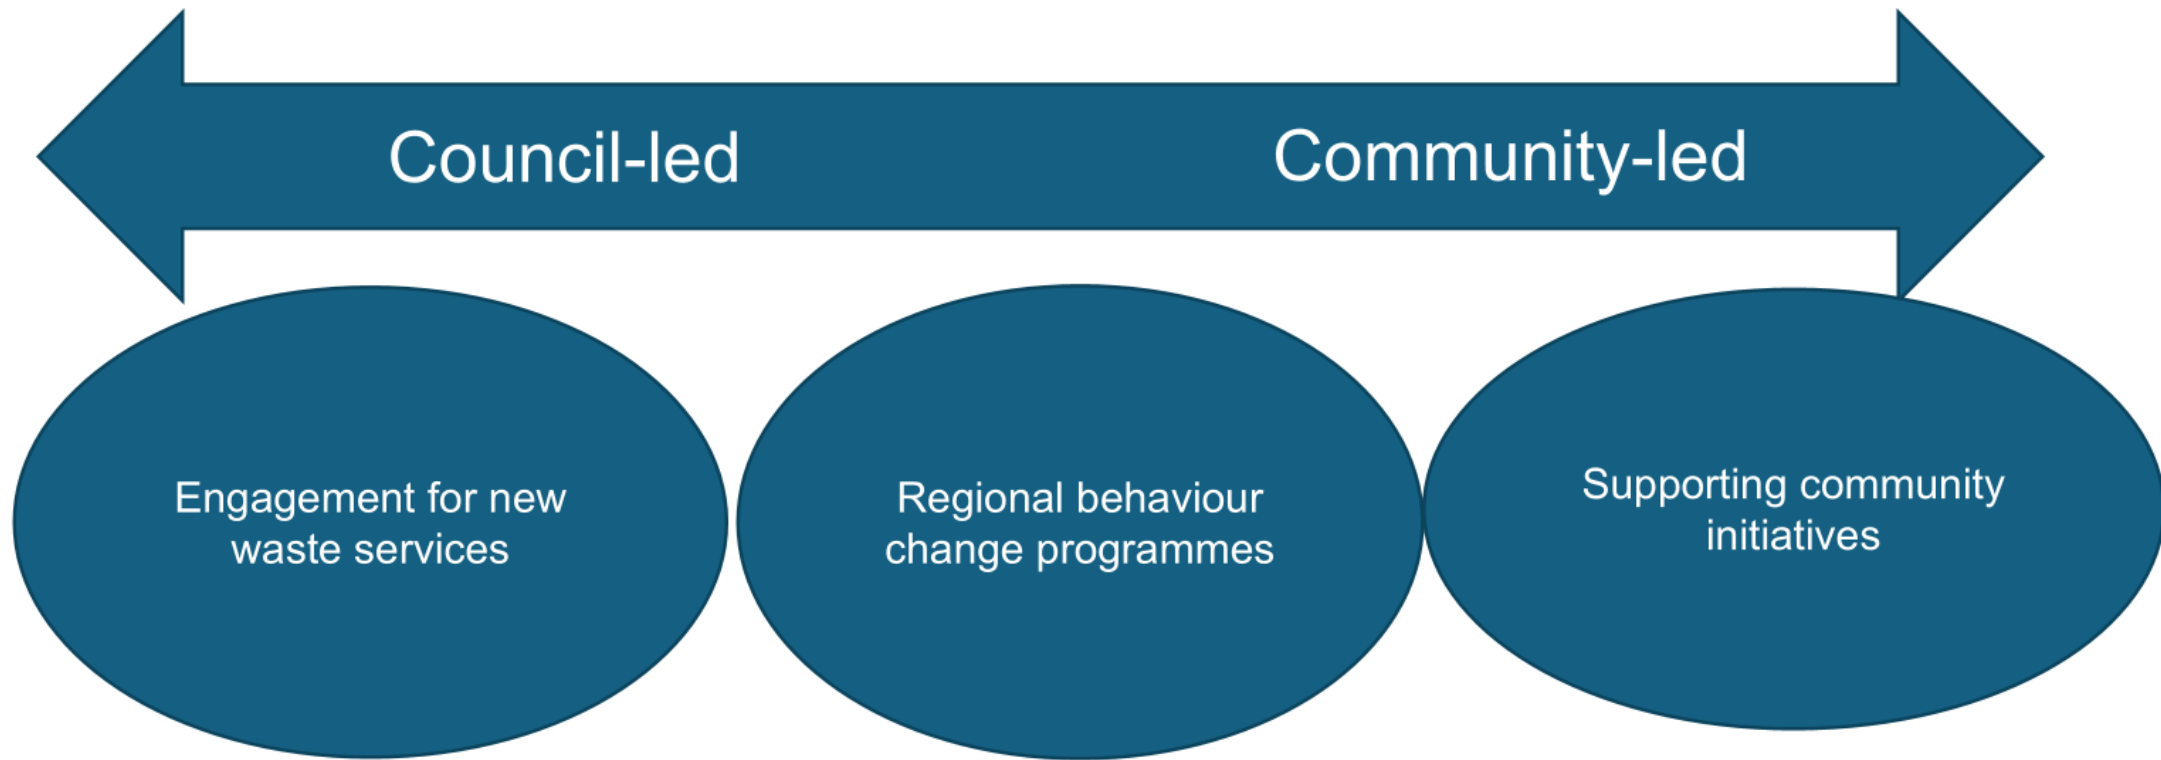 Council-led
Community-led
Engagement for new
waste services
Regional behaviour
change programmes
Supporting community
initiatives